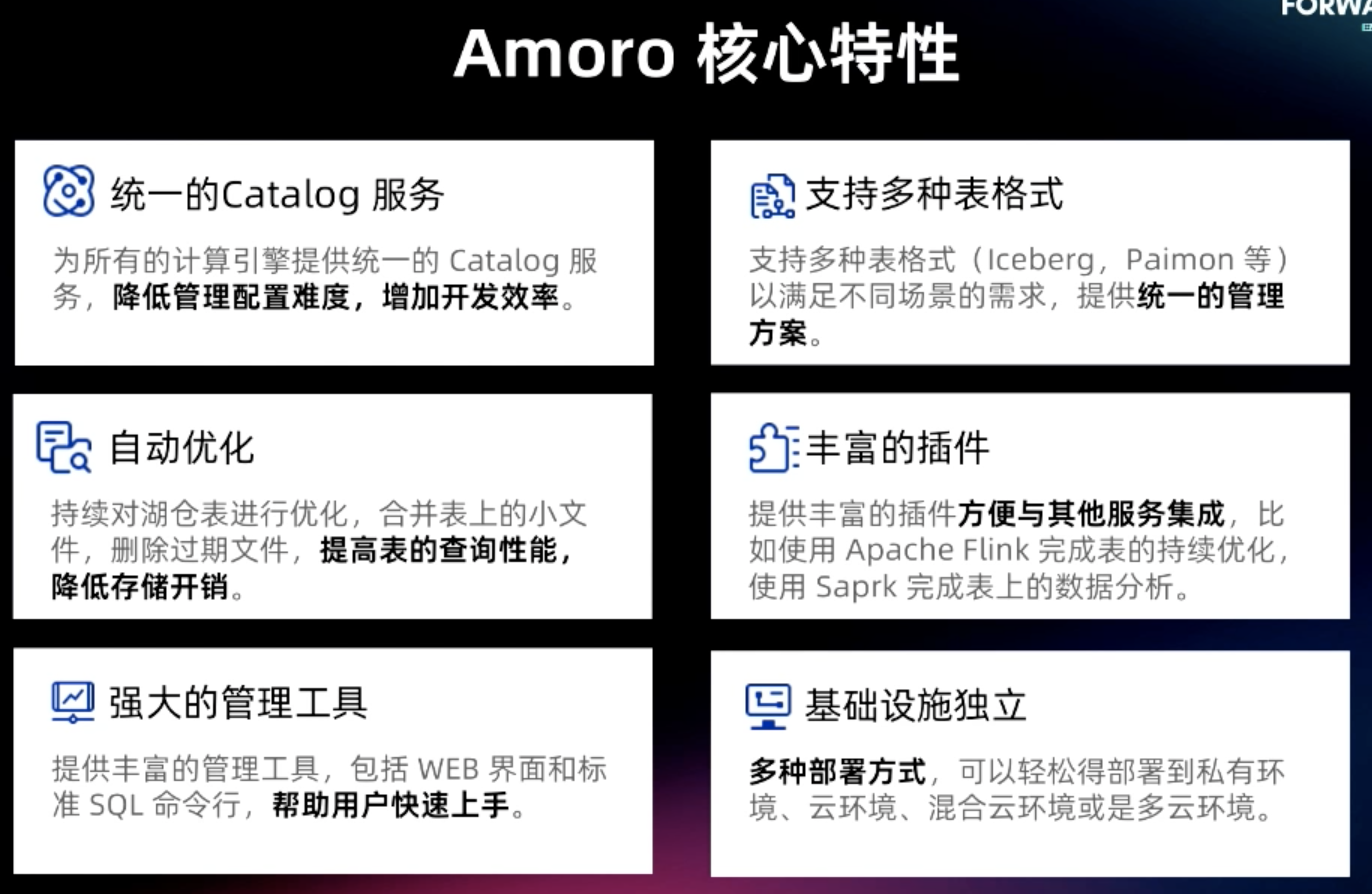 FORWA
Amoro 核心特性
统一的Catalog 服务
为所有的计算引擎提供统一的 Catalog 服
务，降低管理配置难度，增加开发效率。
支持多种表格式
支持多种表格式（Iceberg，Paimon 等）
以满足不同场景的需求，提供统一的管理
方案。
自动优化
持续对湖仓表进行优化，合并表上的小文
件，删除过期文件，提高表的查询性能，
降低存储开销。
丰富的插件
提供丰富的插件方便与其他服务集成，比
如使用 Apache Flink 完成表的持续优化，
使用 Saprk 完成表上的数据分析。
强大的管理工具
提供丰富的管理工具，包括 WEB 界面和标
准 SQL 命令行，帮助用户快速上手。
基础设施独立
多种部署方式，可以轻松得部署到私有环
境、云环境、混合云环境或是多云环境。